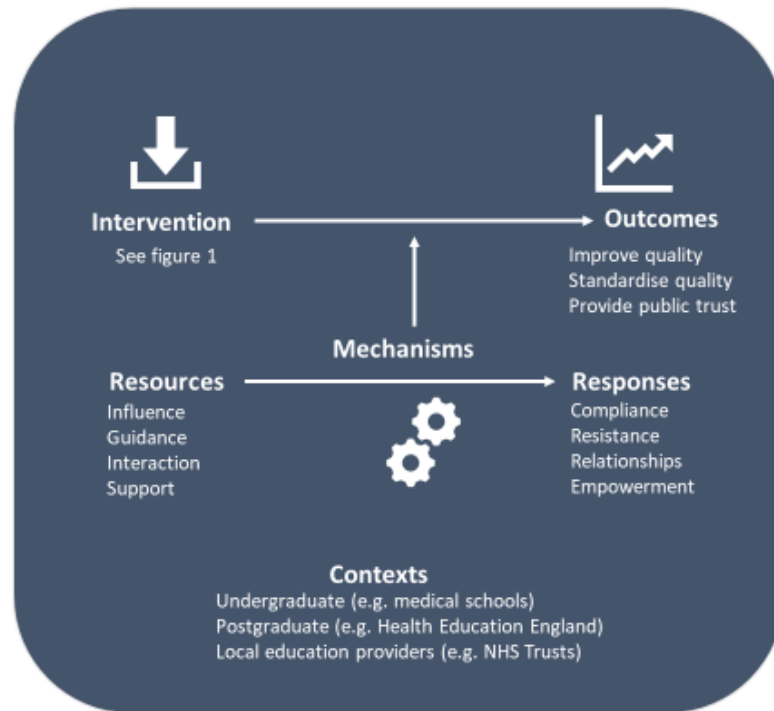 Intervention
See figure 1
Outcomes
Improve quality
Standardise quality
Provide public trust
Mechanisms
Resources
Influence
Guidance
Interaction
Support
Responses
Compliance
Resistance
Relationships
Empowerment
Contexts
Undergraduate (e.g. medical schools)
Postgraduate (e.g. Health Education England)
Local education providers (e.g. NHS Trusts)